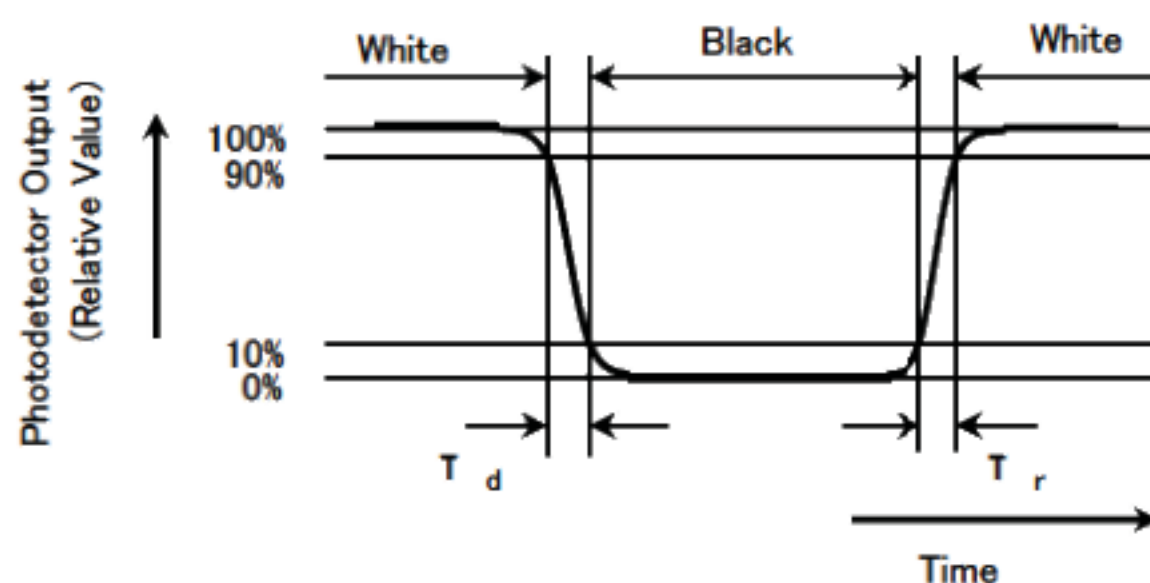 White Black White
Photodetector Output
(Relative Value)
100%
90%
10%
0%
T d
T r
Time